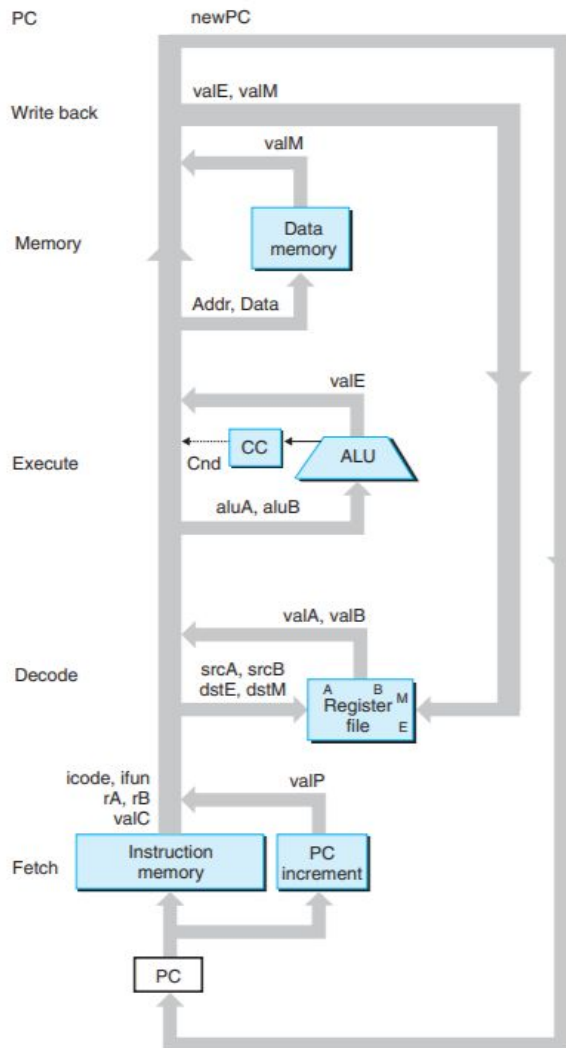 PC
newPC
valE, valM
Write back
valM
Data
memory
Memory
Addr, Data
valE
CC
ALU
Cnd
Execute
aluA, aluB
valA, valB
Decode
srcA, srcB
dstE, dstM
A
B
M
Register
file
E
icode, ifun
rA, rB
valC
valP
Fetch
Instruction
memory
PC
increment
PC